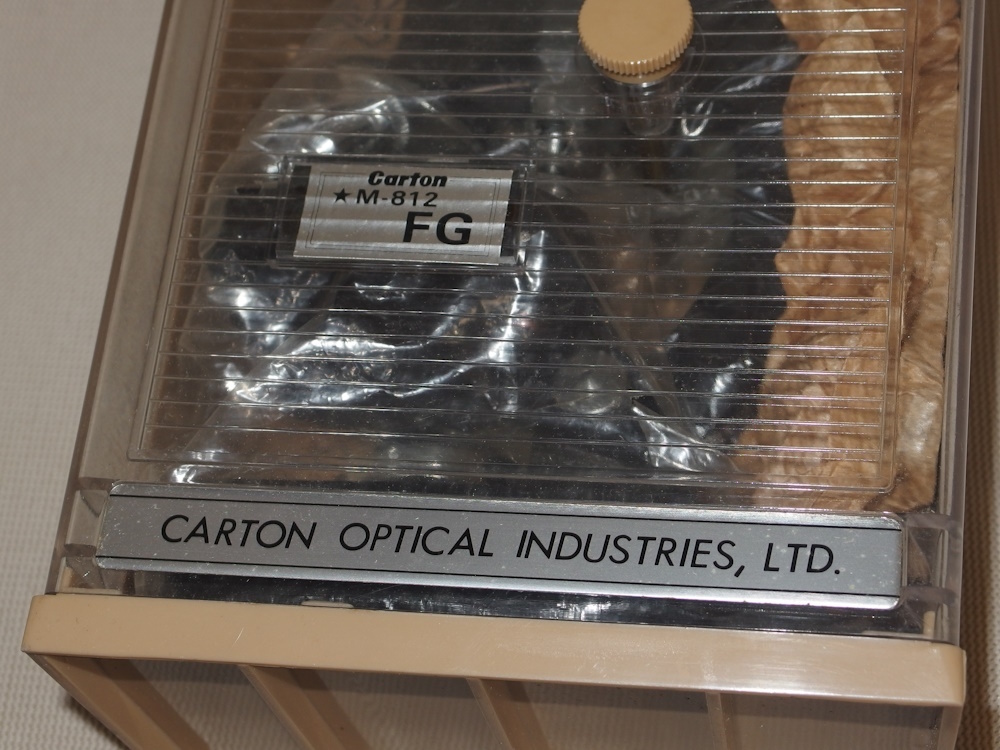 Carton
★M-812
FG
CARTON OPTICAL INDUSTRIES, LTD.